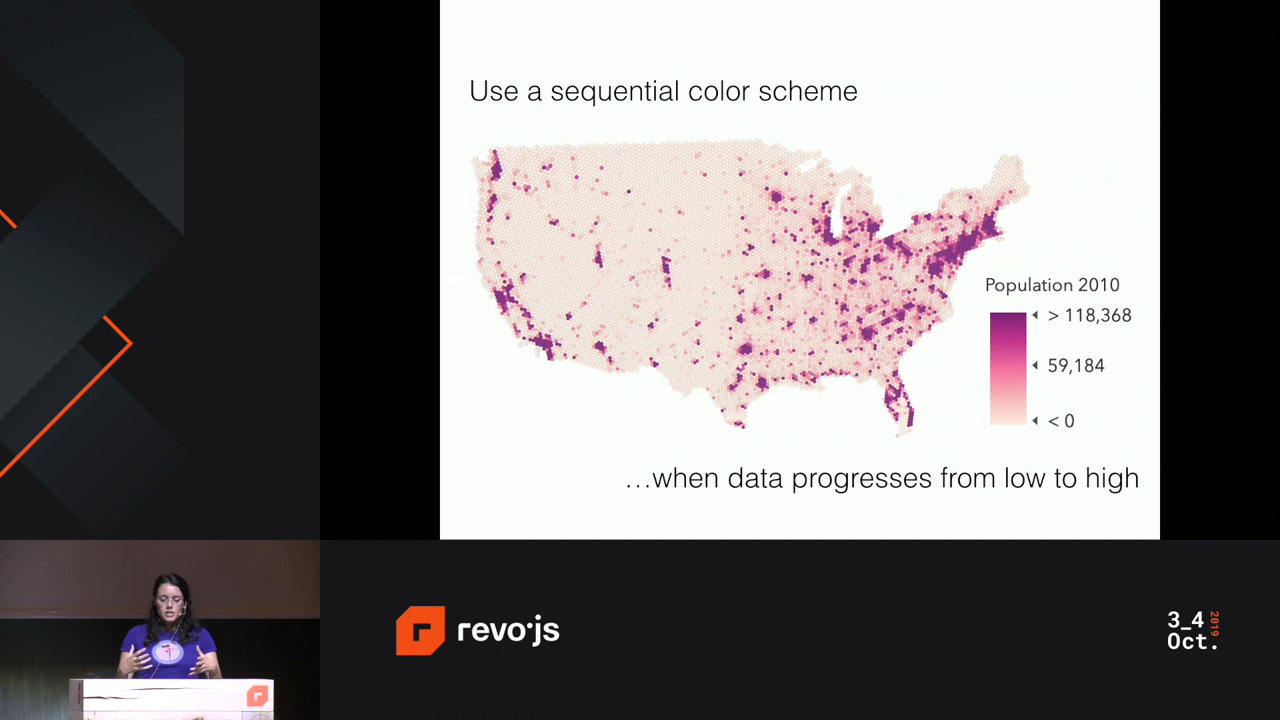 Use a sequential color scheme
Population 2010
> 118,368
59,184
< 0
...when data progresses from low to high
revo·js
3_4
Oct.
2019